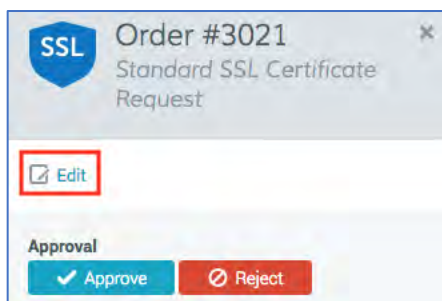 SSL
Order #3021
Standard SSL Certificate
Request
Edit
Approval
Approve
Reject